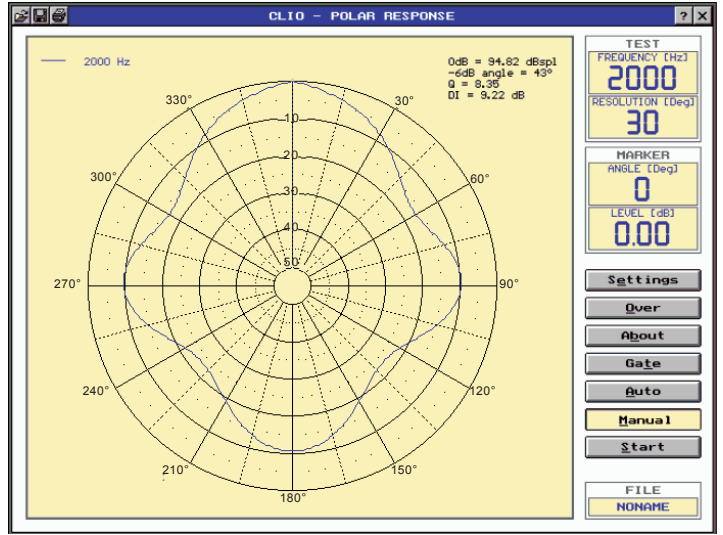 CLIO - POLAR RESPONSE
? X
2000 Hz
0dB = 94.82 dBspl
-6dB angle = 43°
Q = 8.35
DI = 9.22 dB
330°
30°
300°
60°
270°
90°
240°
120°
210°
150°
180°
10
20
30
40
50
TEST
FREQUENCY [Hz]
2000
RESOLUTION [Deg]
30
MARKER
ANGLE [Deg]
0
LEVEL [dB]
0.00
Settings
Over
About
Gate
Auto
Manual
Start
FILE
NONAME